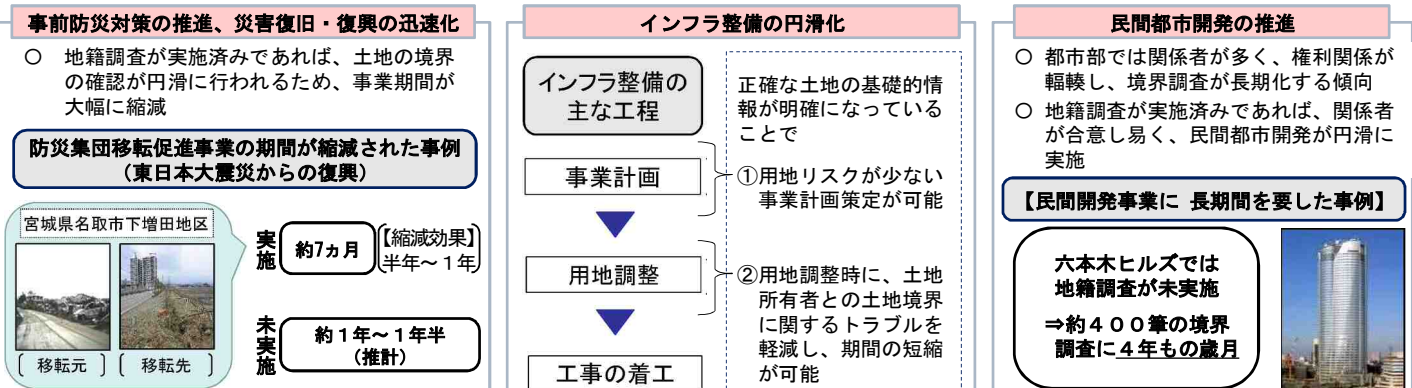 事前防災対策の推進、災害復旧・復興の迅速化
○ 地籍調査が実施済みであれば、土地の境界
の確認が円滑に行われるため、事業期間が
大幅に縮減
防災集団移転促進事業の期間が縮減された事例
（東日本大震災からの復興）
宮城県名取市下増田地区
移転元
移転先
実施
約7ヵ月
【縮減効果】
半年～１年
未実施
約１年～１年半
（推計）
インフラ整備の円滑化
インフラ整備の
主な工程
事業計画
用地調整
工事の着工
正確な土地の基礎的情
報が明確になっている
ことで
①用地リスクが少ない
事業計画策定が可能
②用地調整時に、土地
所有者との土地境界
に関するトラブルを
軽減し、期間の短縮
が可能
民間都市開発の推進
○ 都市部では関係者が多く、権利関係が
輻輳し、境界調査が長期化する傾向
○ 地籍調査が実施済みであれば、関係者
が合意し易く、民間都市開発が円滑に
実施
【民間開発事業に 長期間を要した事例】
六本木ヒルズでは
地籍調査が未実施
⇒約４００筆の境界
調査に４年もの歳月